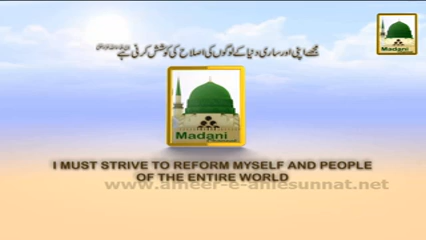 مجھے اپنی اور ساری دنیا کے لوگوں کی اصلاح کی کوشش کرنی ہے
Madani
Madani
I MUST STRIVE TO REFORM MYSELF AND PEOPLE
OF THE ENTIRE WORLD
www.ameer-e-ahlesunnat.net